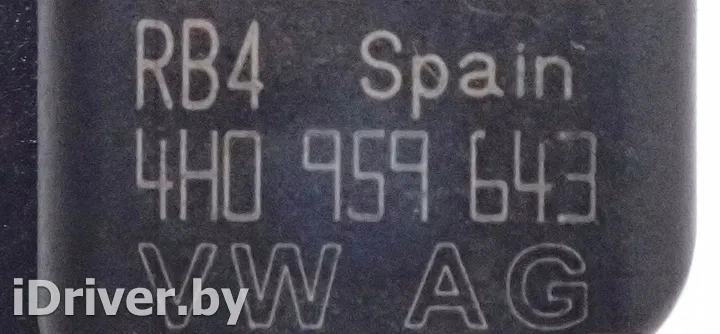 RB4 Spain
4H0 959 643
VW AG
iDriver.by